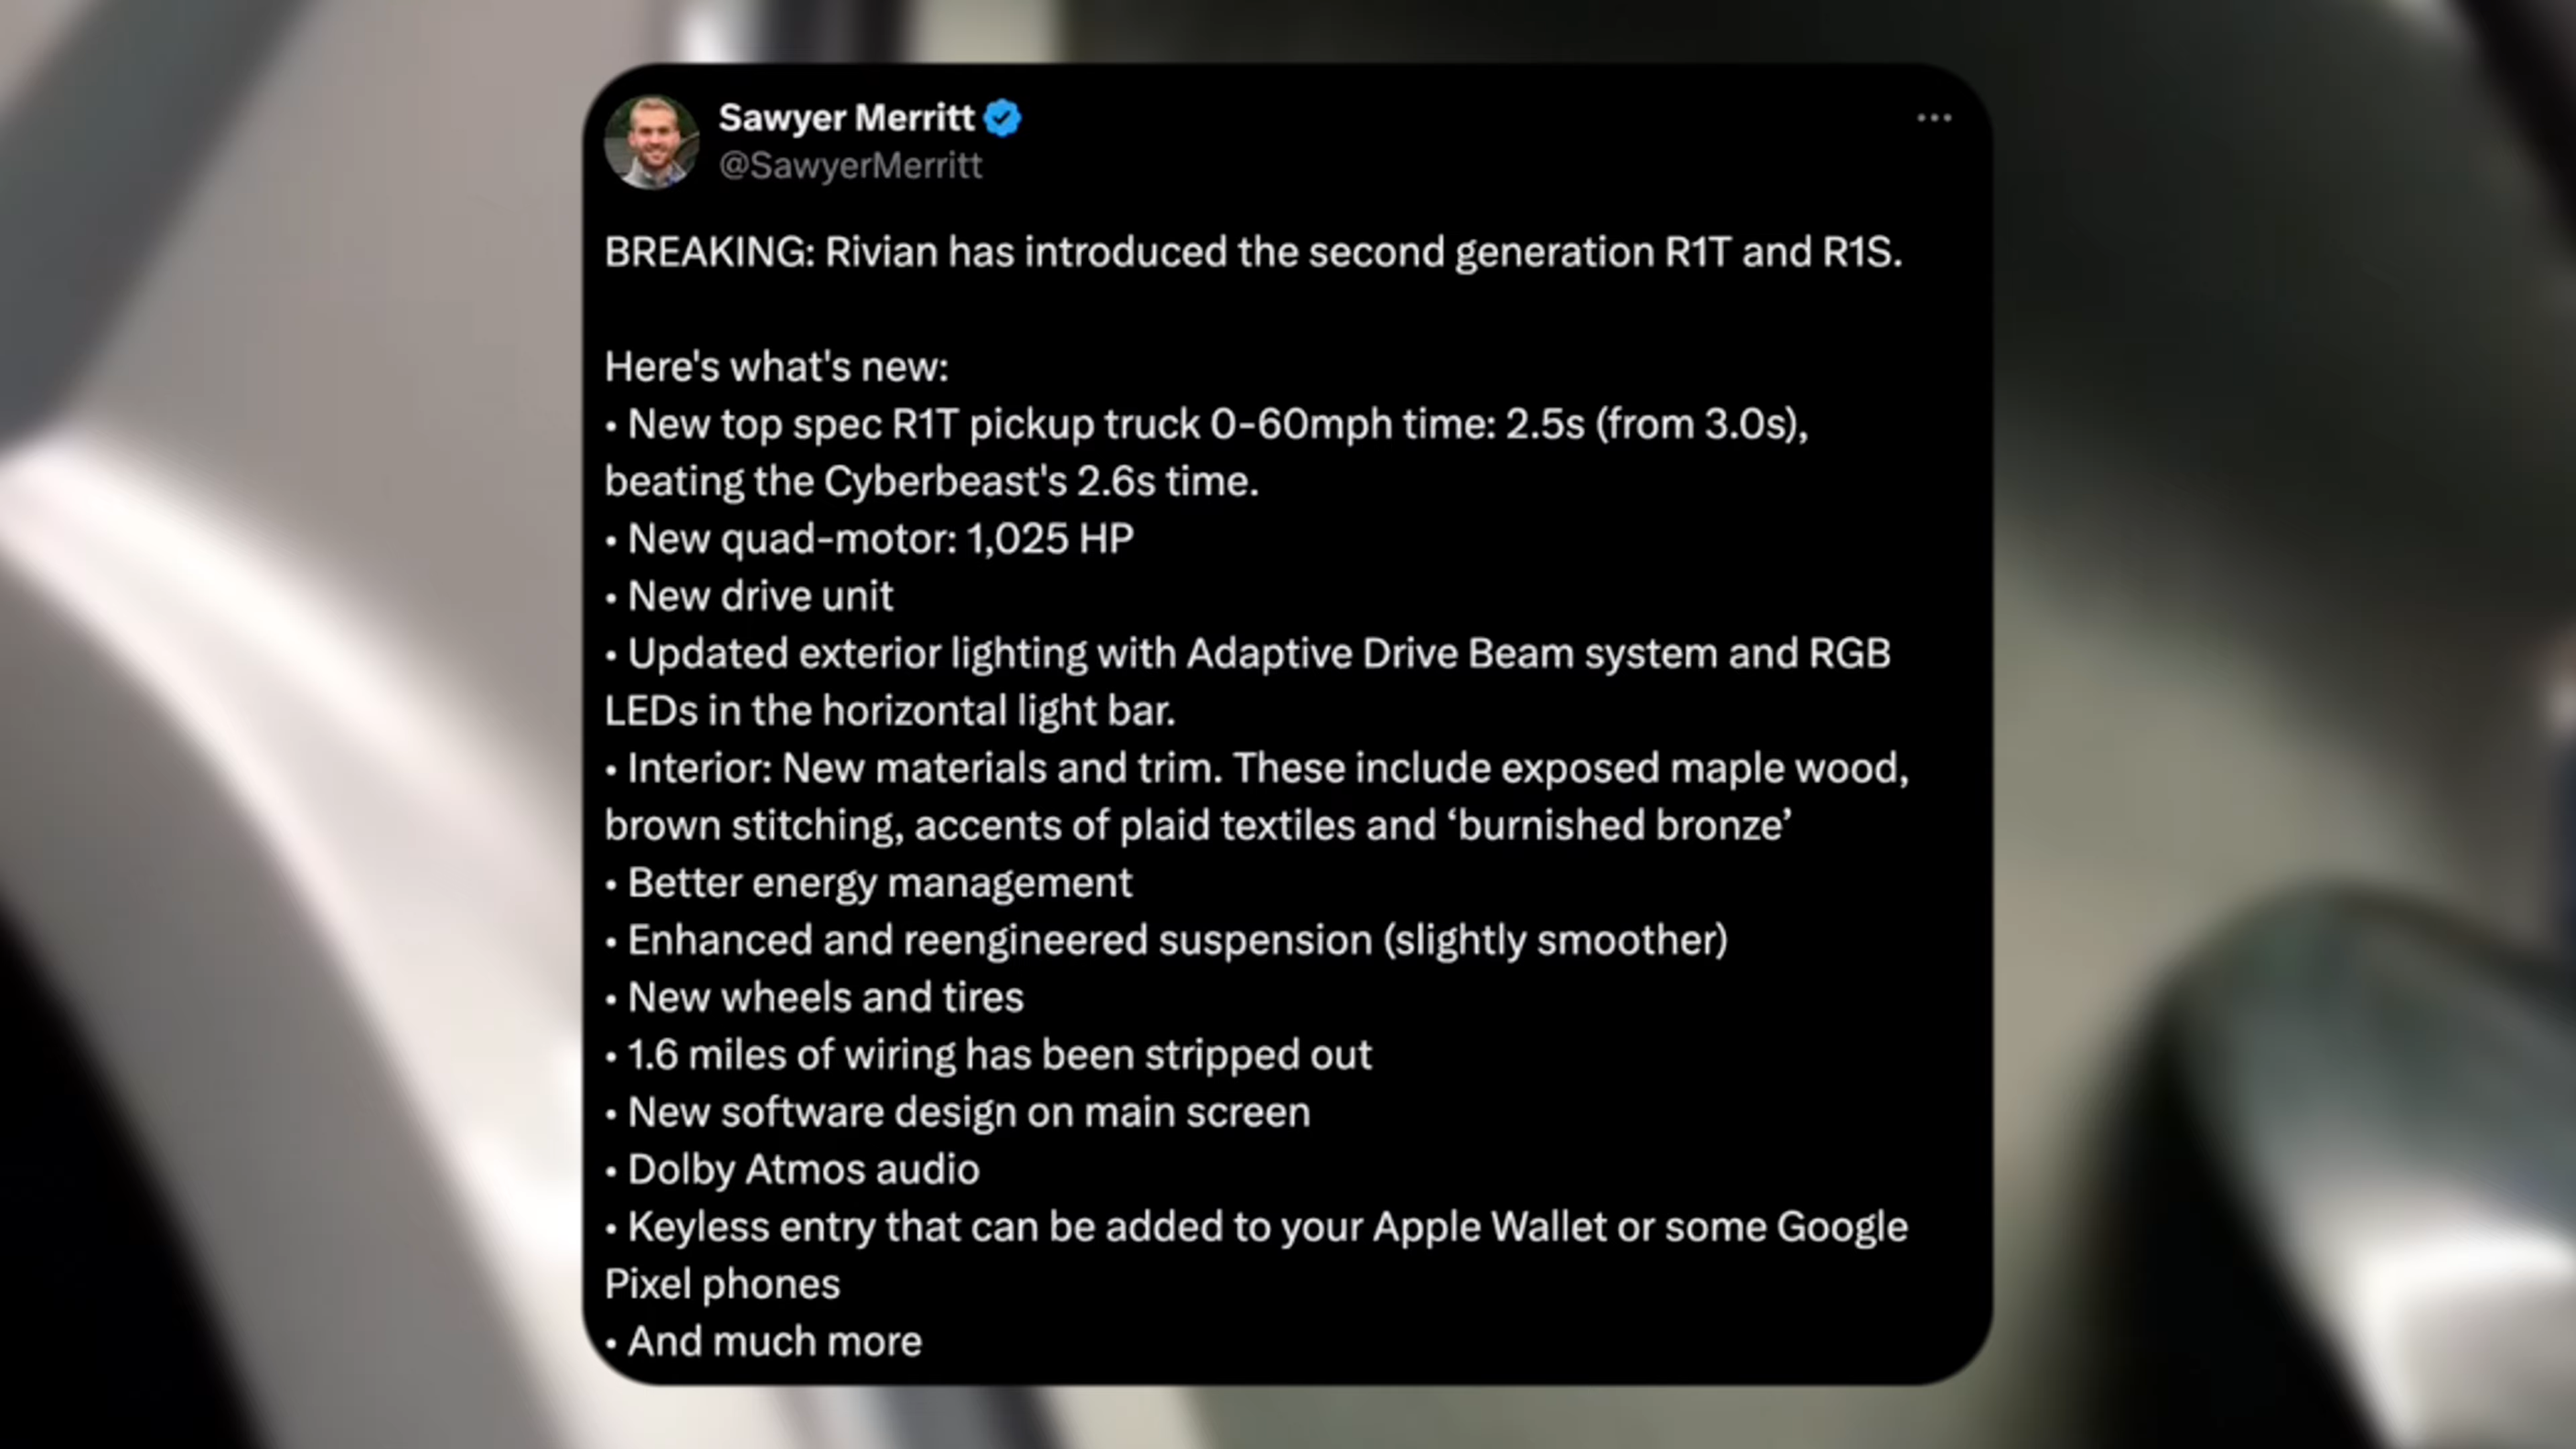 Sawyer Merritt
@SawyerMerritt
BREAKING: Rivian has introduced the second generation R1T and R1S.
Here's what's new:
• New top spec R1T pickup truck 0-60mph time: 2.5s (from 3.0s),
beating the Cyberbeast's 2.6s time.
• New quad-motor: 1,025 HP
• New drive unit
• Updated exterior lighting with Adaptive Drive Beam system and RGB
LEDs in the horizontal light bar.
• Interior: New materials and trim. These include exposed maple wood,
brown stitching, accents of plaid textiles and ‘burnished bronze’
• Better energy management
• Enhanced and reengineered suspension (slightly smoother)
• New wheels and tires
• 1.6 miles of wiring has been stripped out
• New software design on main screen
• Dolby Atmos audio
• Keyless entry that can be added to your Apple Wallet or some Google
Pixel phones
• And much more